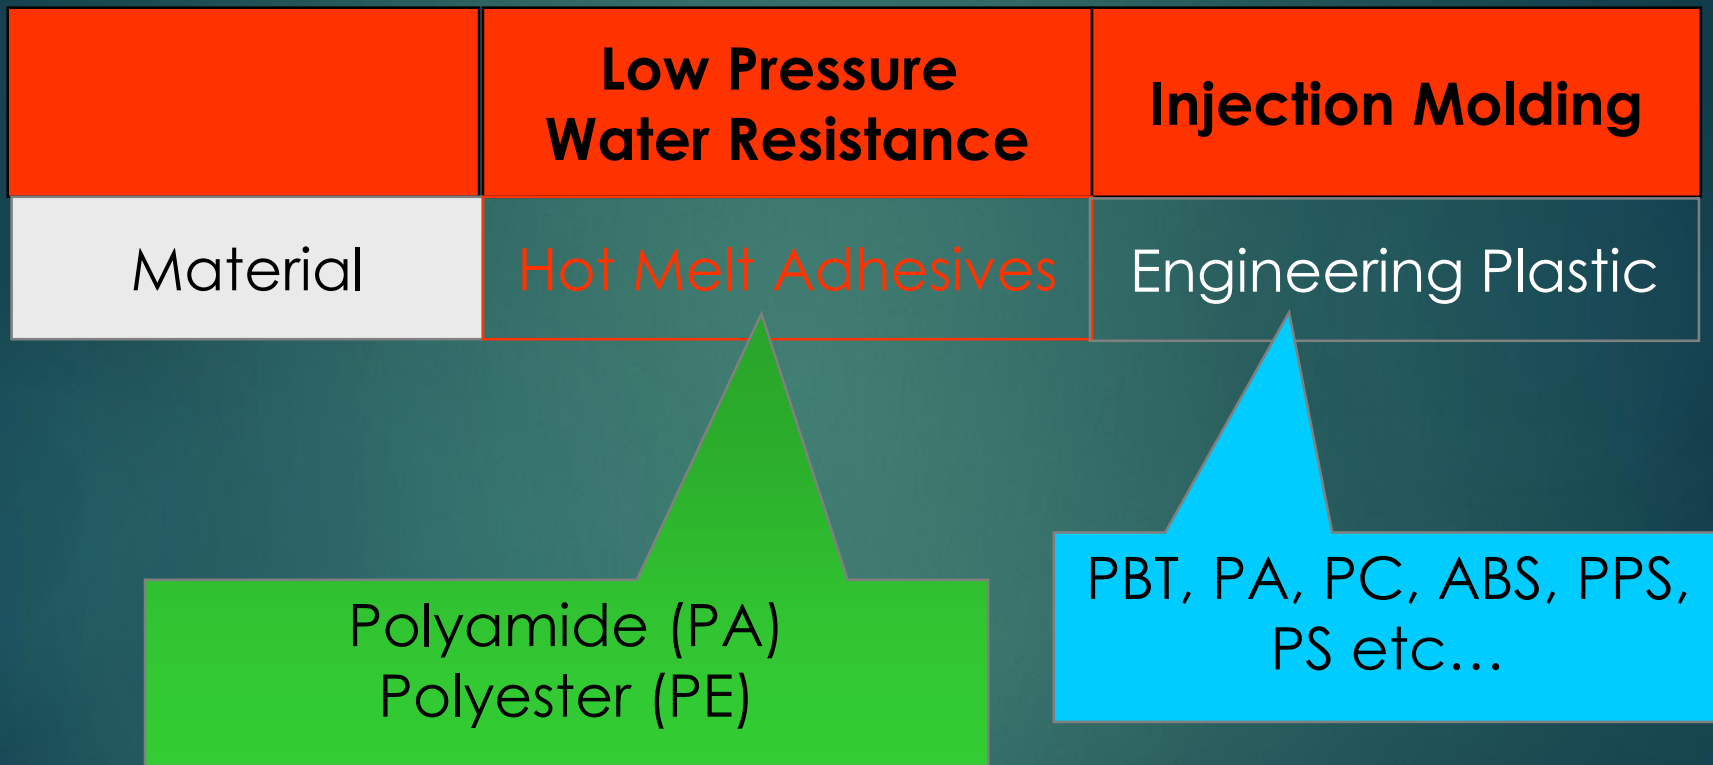 Low Pressure
Water Resistance
Injection Molding
Material
Hot Melt Adhesives
Engineering Plastic
Polyamide (PA)
Polyester (PE)
PBT, PA, PC, ABS, PPS,
PS etc…